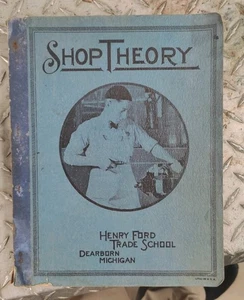 SHOP THEORY
HENRY FORD
TRADE SCHOOL
DEARBORN
MICHIGAN